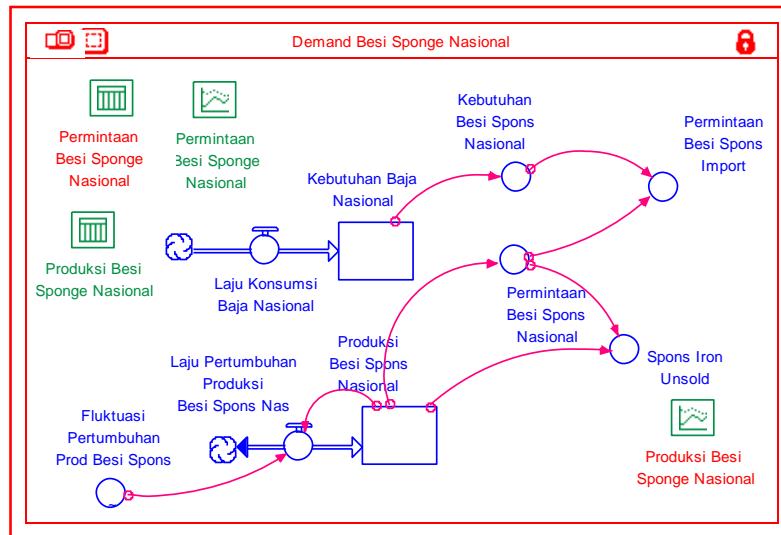 Demand Besi Sponge Nasional
Permintaan
Besi Sponge
Nasional
Permintaan
Besi Sponge
Nasional
Kebutuhan
Besi Spons
Nasional
Permintaan
Besi Spons
Import
Kebutuhan Baja
Nasional
Produksi Besi
Sponge Nasional
Laju Konsumsi
Baja Nasional
Permintaan
Besi Spons
Nasional
Produksi
Besi Spons
Nasional
Laju Pertumbuhan
Produksi
Besi Spons Nas
Spons Iron
Unsold
Fluktuasi
Pertumbuhan
Prod Besi Spons
Produksi Besi
Sponge Nasional